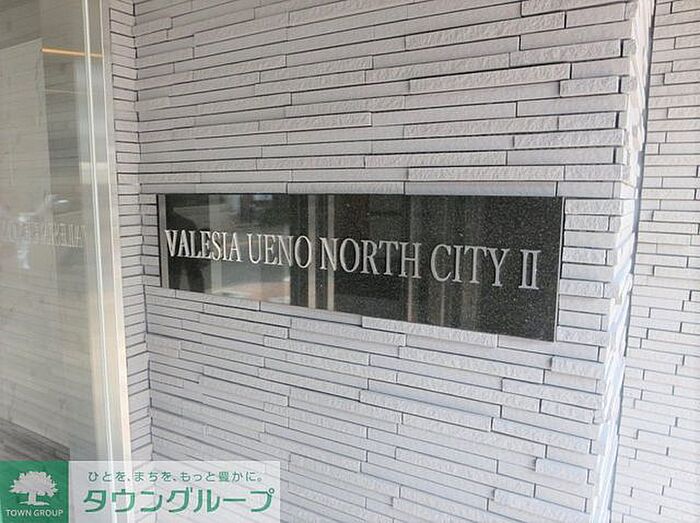 VALESIA UENO NORTH CITY Ⅱ
ひとを、まちを、もっと豊かに。
タウングループ
TOWN GROUP